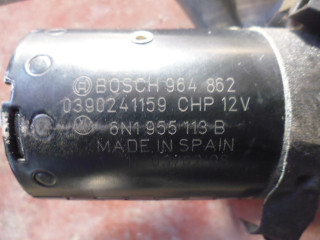 BOSCH 964 862
0390241159 CHP 12V
6N1 955 113 B
MADE IN SPAIN